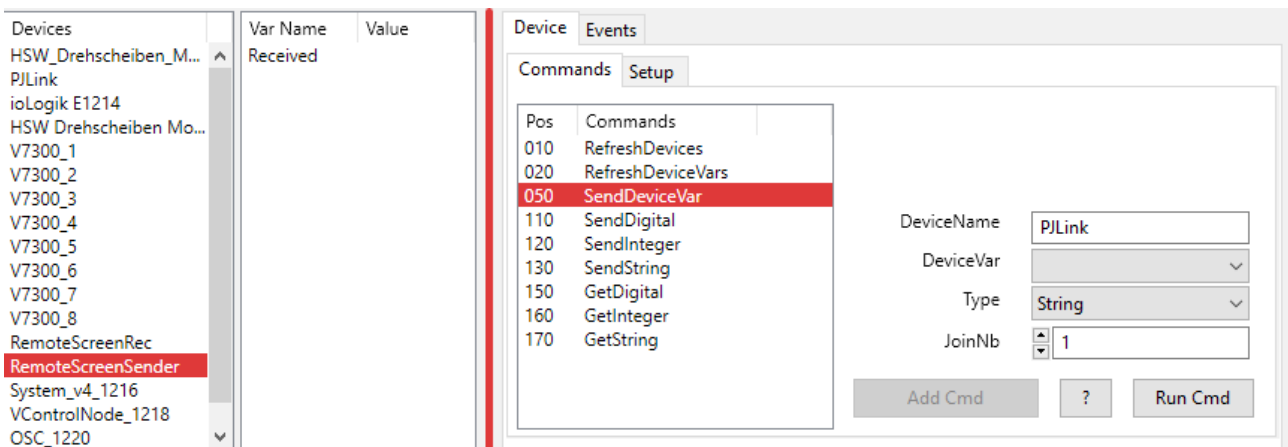 Devices
HSW_Drehscheiben_M...
PJLink
ioLogik E1214
HSW Drehscheiben Mo...
V7300_1
V7300_2
V7300_3
V7300_4
V7300_5
V7300_6
V7300_7
V7300_8
RemoteScreenRec
RemoteScreenSender
System_v4_1216
VControlNode_1218
OSC_1220
Var Name Value
Received
Device Events
Commands Setup
Pos Commands
010 RefreshDevices
020 RefreshDeviceVars
050 SendDeviceVar
110 SendDigital
120 SendInteger
130 SendString
150 GetDigital
160 GetInteger
170 GetString
DeviceName PJLink
DeviceVar
Type String
JoinNb 1
Add Cmd ? Run Cmd